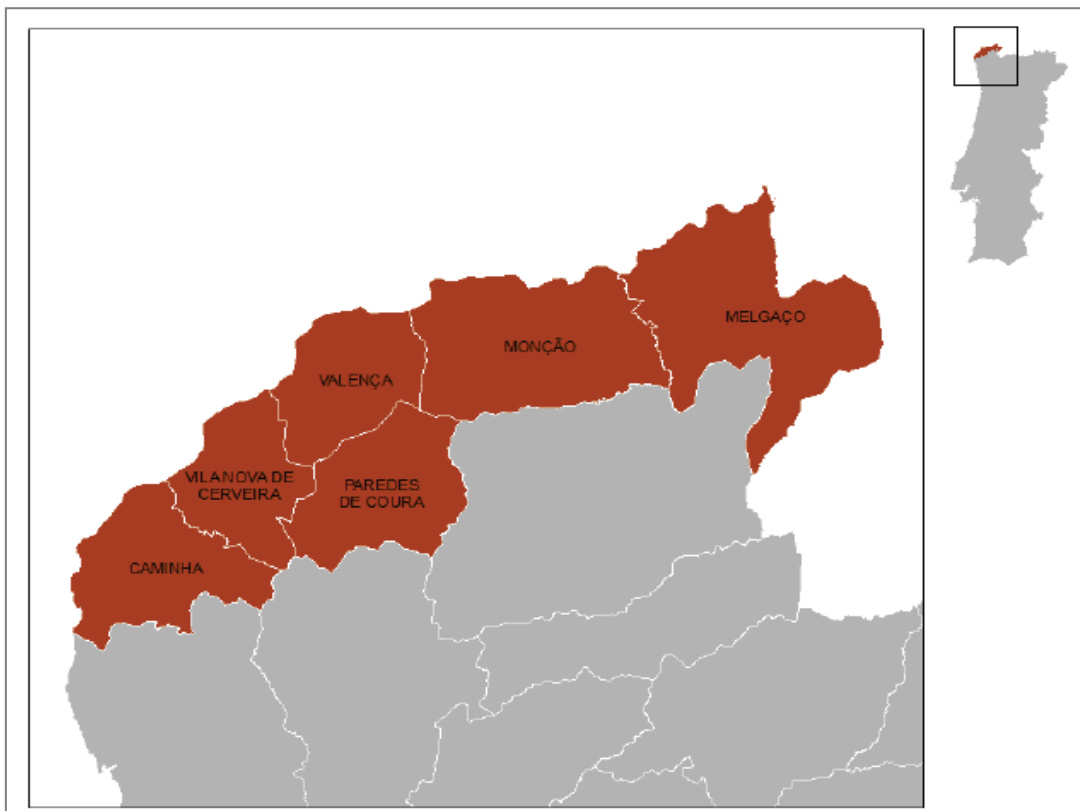 MELGAÇO
MONÇÃO
VALENÇA
VILA NOVA DE
CERVEIRA
PAREDES
DE COURA
CAMINHA